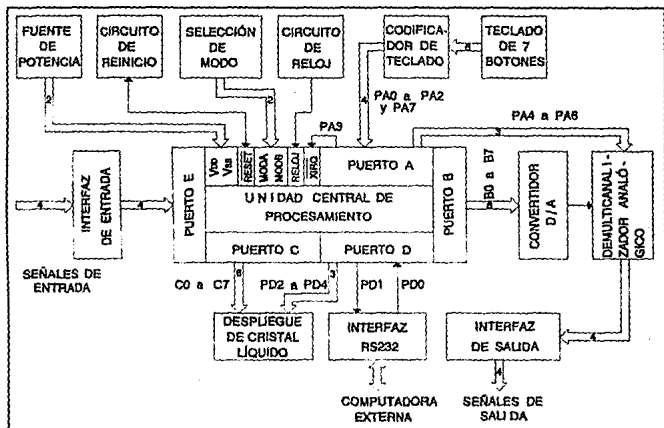 FUENTE
DE
POTENCIA
CIRCUITO
DE
REINICIO
SELECCIÓN
DE
MODO
CIRCUITO
DE
RELOJ
CODIFICA-
DOR DE
TECLADO
TECLADO
DE 7
BOTONES
2
2
4
PA0 a PA2
y PA7
PA3
PA4 a PA6
3
VDD
VSS
RESET
MODA
MODB
RELOJ
XIRQ
PUERTO A
PUERTO E
UNIDAD CENTRAL DE
PROCESAMIENTO
PUERTO B
PUERTO C
PUERTO D
4
INTERFAZ
DE ENTRADA
4
SEÑALES DE
ENTRADA
B0 a B7
8
CONVERTIDOR
D/A
DEMULTICANALI-
ZADOR ANALÓ-
GICO
C0 a C7
PD2 a PD4
3
PD1
PD0
DESPLIEGUE
DE CRISTAL
LÍQUIDO
INTERFAZ
RS232
INTERFAZ
DE SALIDA
4
4
COMPUTADORA
EXTERNA
SEÑALES DE
SALIDA